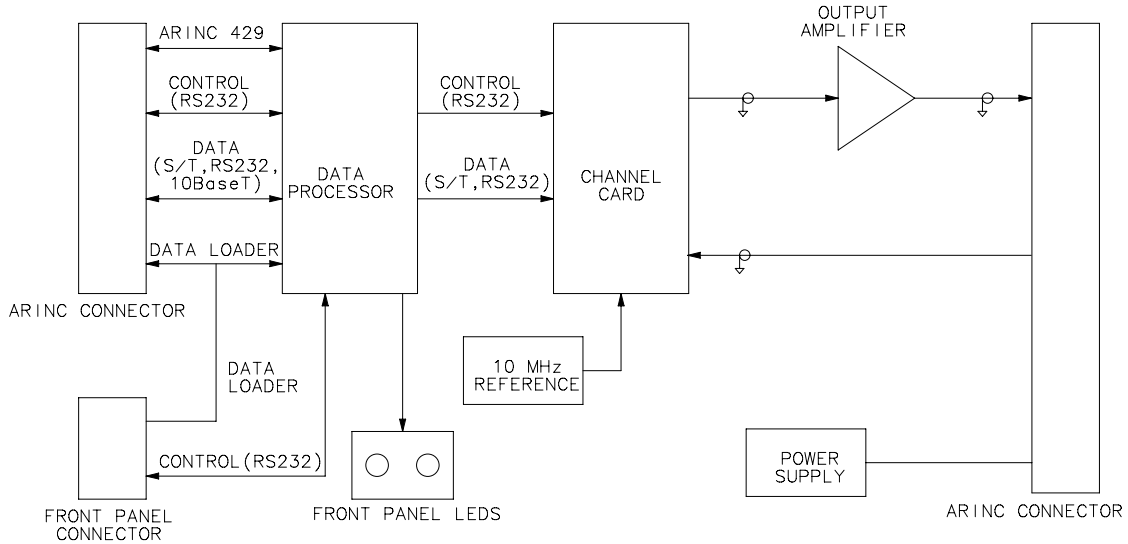 OUTPUT
AMPLIFIER
ARINC 429
CONTROL
(RS232)
CONTROL
(RS232)
DATA
(S/T,RS232,
10BaseT)
DATA
PROCESSOR
DATA
(S/T,RS232)
CHANNEL
CARD
DATA LOADER
ARINC CONNECTOR
DATA
LOADER
10 MHz
REFERENCE
CONTROL(RS232)
POWER
SUPPLY
FRONT PANEL
CONNECTOR
FRONT PANEL LEDS
ARINC CONNECTOR